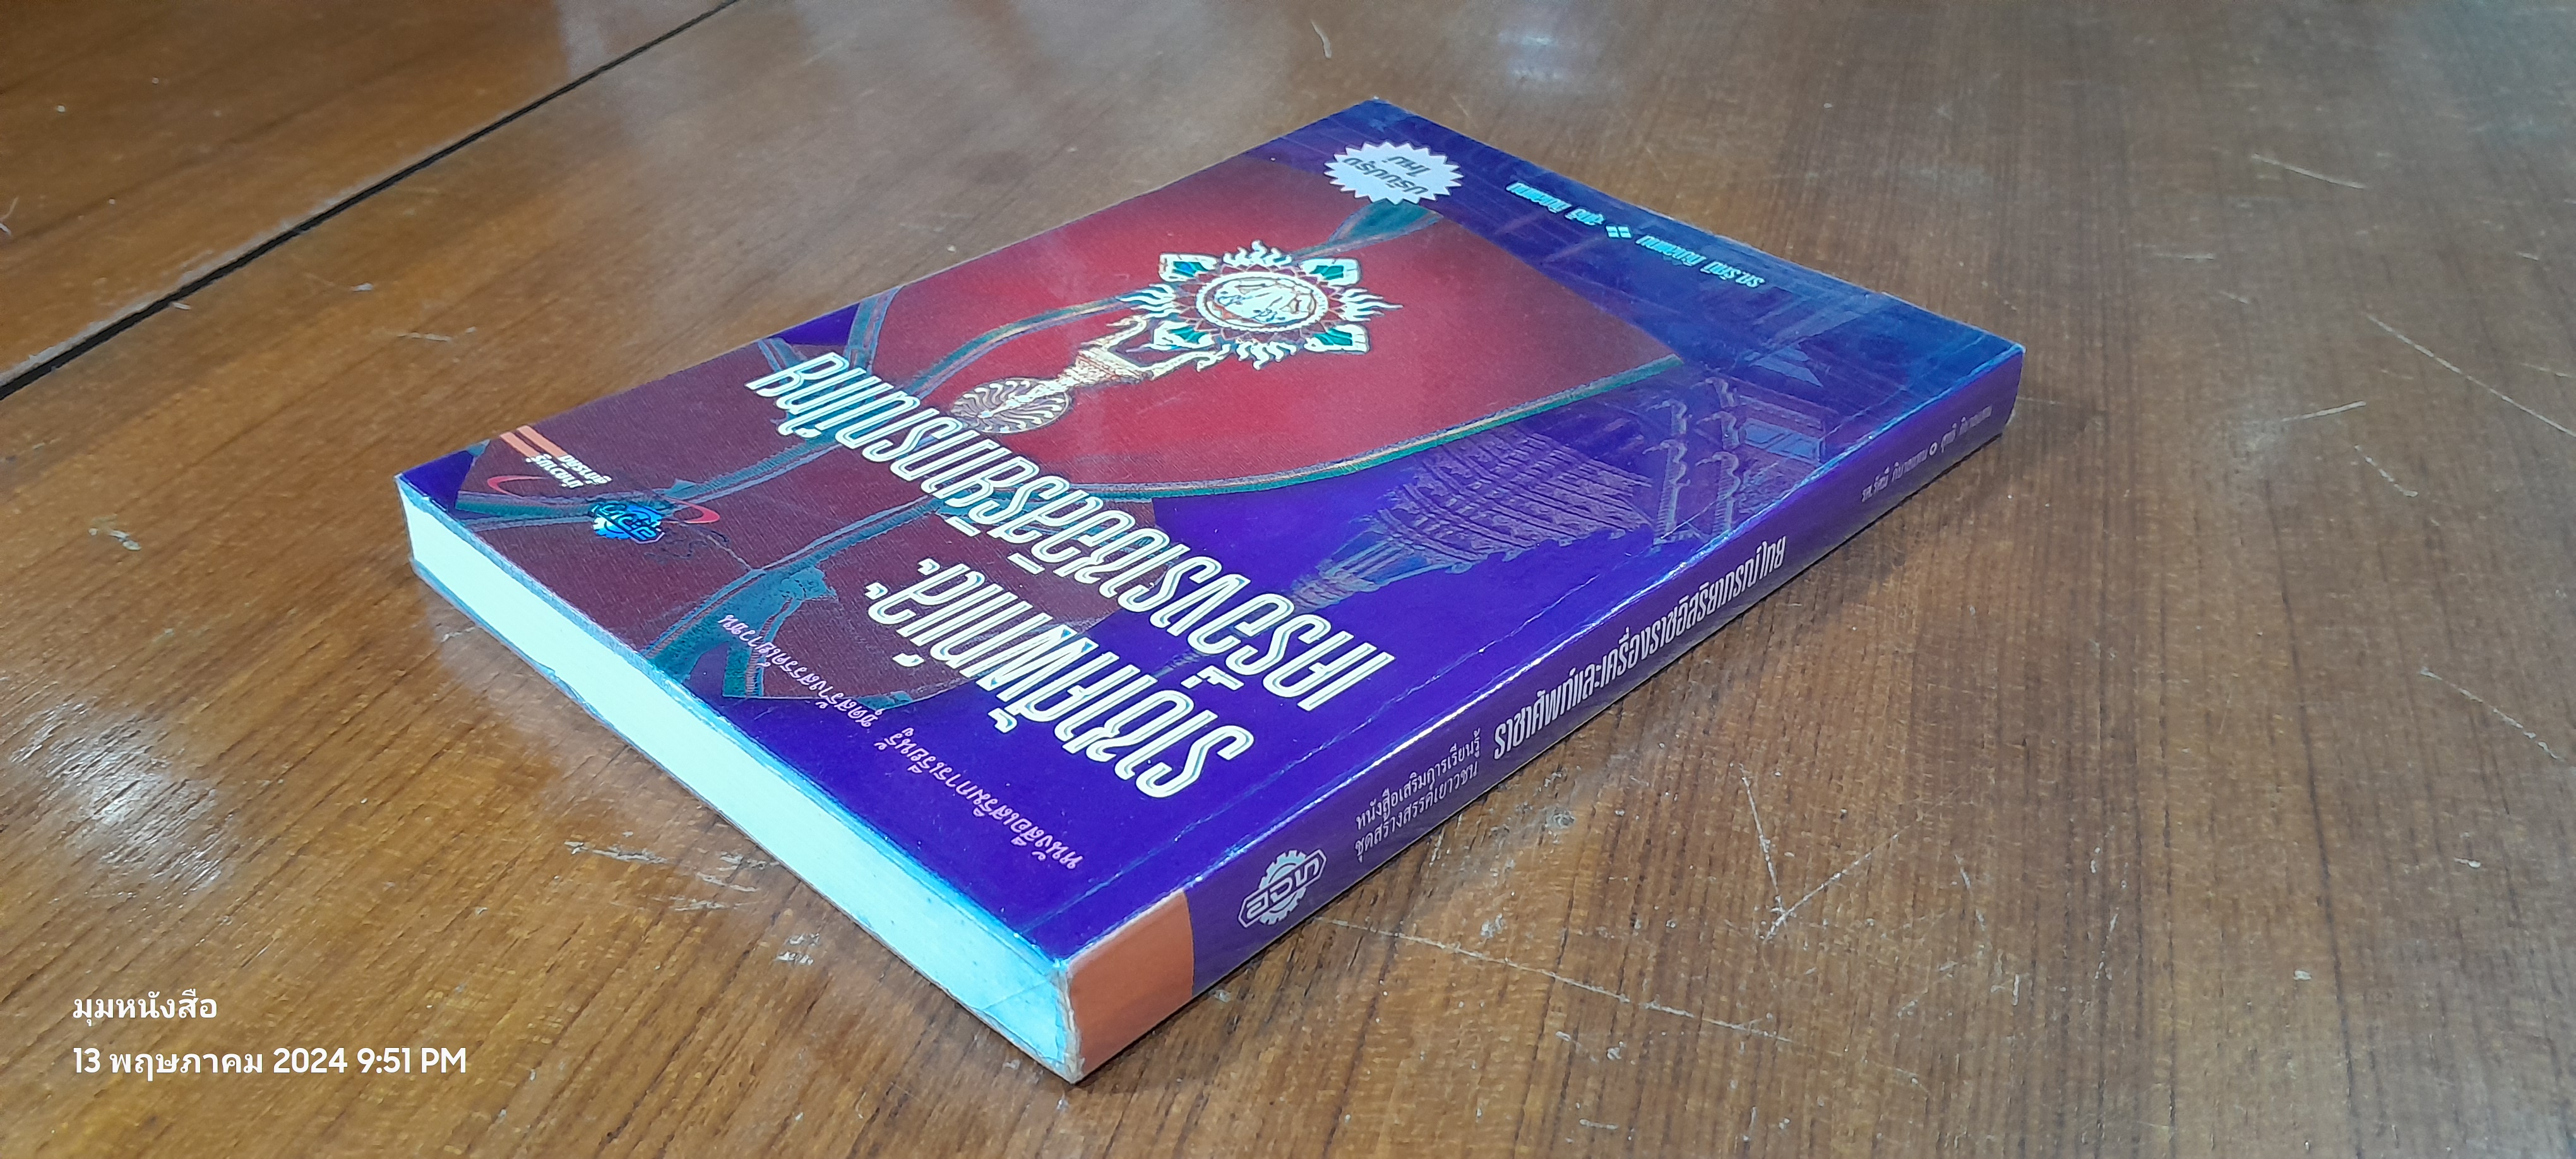 ปรับปรุง
ใหม่
หนังสือเสริมการเรียนรู้ ชุดสร้างสรรค์เยาวชน
ราชาศัพท์และ
เครื่องราชอิสริยาภรณ์ไทย
อจท
หนังสือเสริมการเรียนรู้
ชุดสร้างสรรค์เยาวชน
ราชาศัพท์และเครื่องราชอิสริยาภรณ์ไทย
มุมหนังสือ
13 พฤษภาคม 2024 9:51 PM